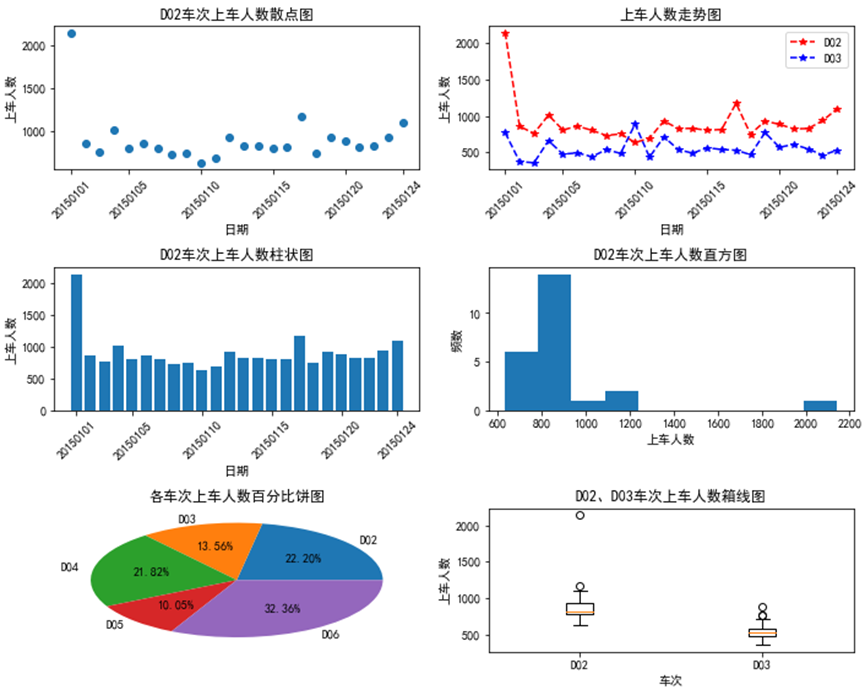 D02车次上车人数散点图
2000
1000
上车人数
20150101
20150105
20150110
20150115
20150120
20150124
日期
上车人数走势图
D02
D03
2000
1500
1000
500
上车人数
20150101
20150105
20150110
20150115
20150120
20150124
日期
D02车次上车人数柱状图
2000
1500
1000
500
0
上车人数
20150101
20150105
20150110
20150115
20150120
20150124
日期
D02车次上车人数直方图
10
5
0
频数
600 800 1000 1200 1400 1600 1800 2000 2200
上车人数
各车次上车人数百分比饼图
D03
D02
13.56%
22.20%
D04
21.82%
10.05%
32.36%
D05
D06
D02、D03车次上车人数箱线图
2000
1500
1000
500
上车人数
D02 D03
车次